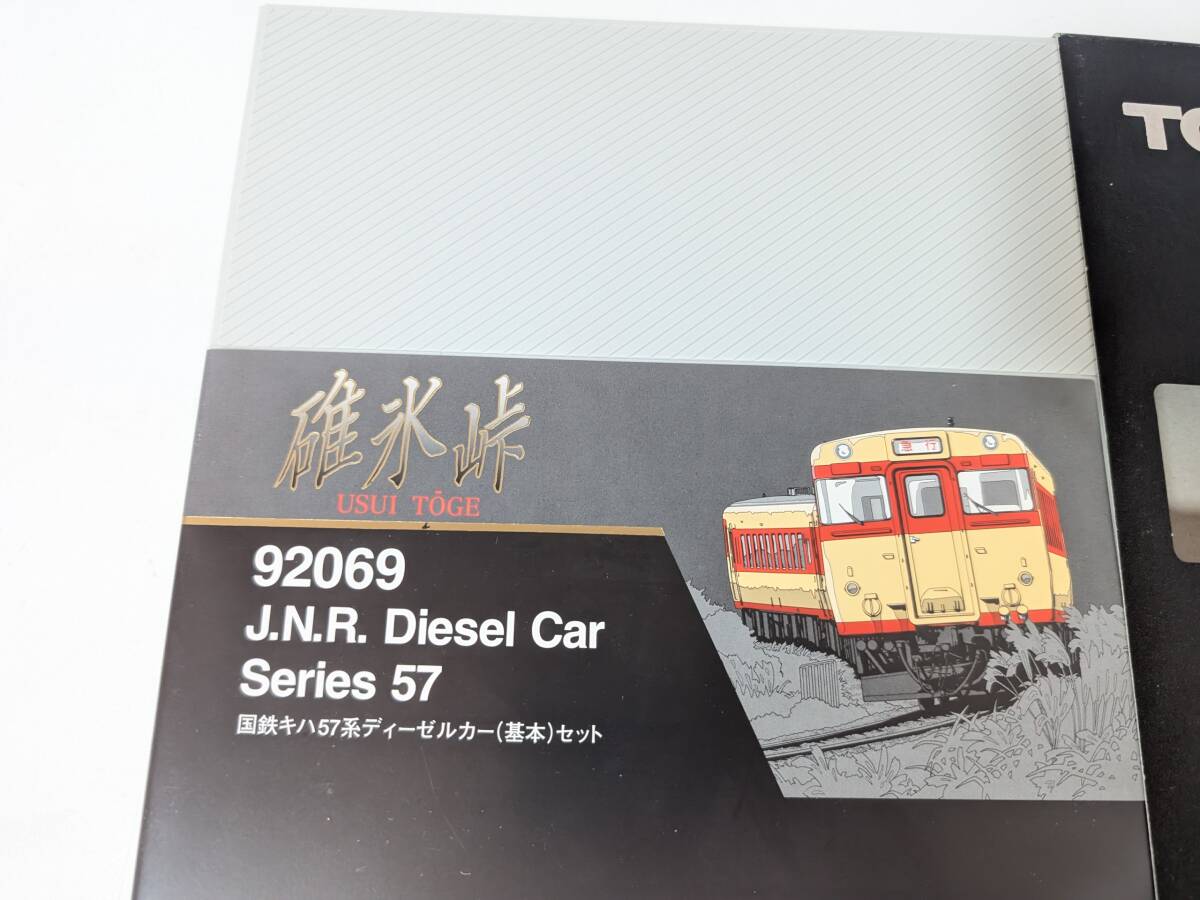 碓氷峠
USUI TŌGE
92069
J.N.R. Diesel Car
Series 57
国鉄キハ57系ディーゼルカー(基本)セット
急行